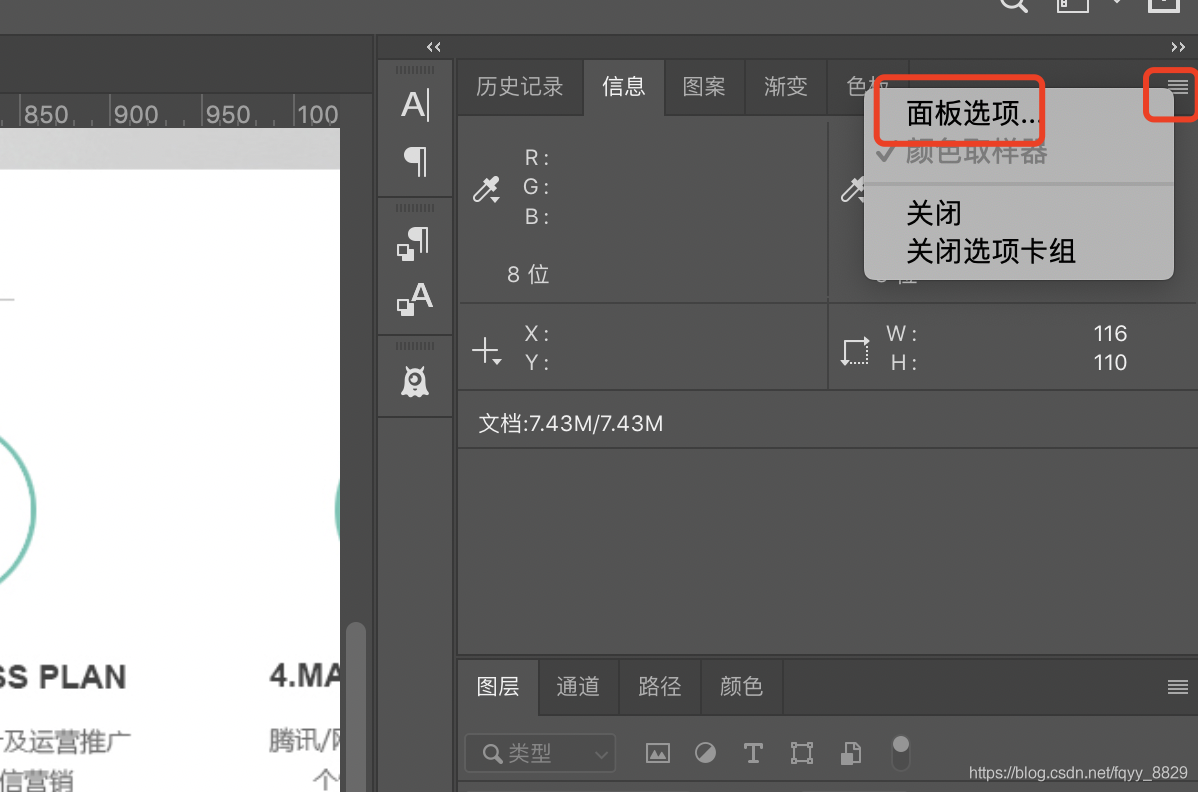 850 900 950 100
历史记录 信息 图案 渐变 色板
面板选项...
颜色取样器
关闭
关闭选项卡组
A
R :
G :
B :
8 位
X :
Y :
W : 116
H : 110
文档:7.43M/7.43M
SS PLAN
4.MA
及运营推广
信营销
腾讯/网
个
图层 通道 路径 颜色
类型
https://blog.csdn.net/fqyy_8829